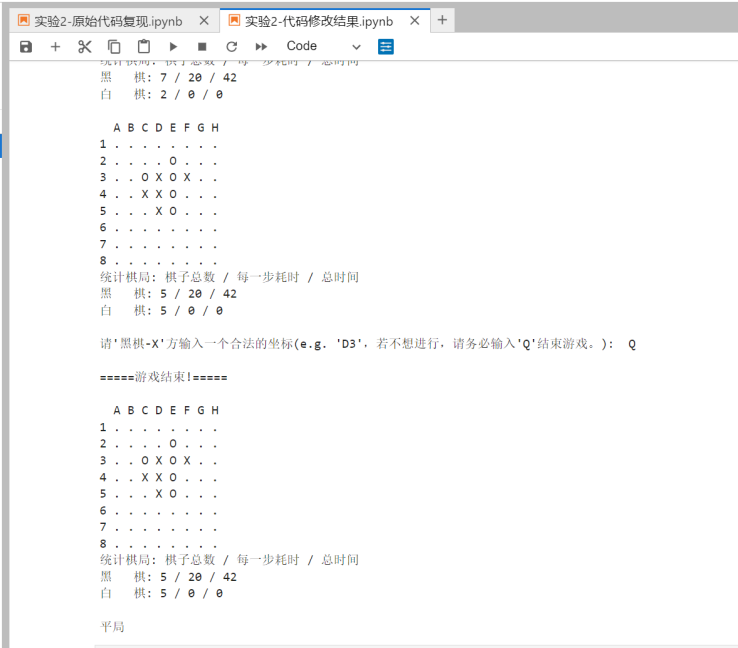 实验2-原始代码复现.ipynb
实验2-代码修改结果.ipynb
Code
统计棋局: 棋子总数 / 每一步耗时 / 总时间
黑 棋: 7 / 20 / 42
白 棋: 2 / 0 / 0
A B C D E F G H
1 . . . . . . . .
2 . . . . O . . .
3 . . O X O X . .
4 . . X X O . . .
5 . . . X O . . .
6 . . . . . . . .
7 . . . . . . . .
8 . . . . . . . .
统计棋局: 棋子总数 / 每一步耗时 / 总时间
黑 棋: 5 / 20 / 42
白 棋: 5 / 0 / 0
请'黑棋-X'方输入一个合法的坐标(e.g. 'D3'，若不想进行，请务必输入'Q'结束游戏。): Q
=====游戏结束!=====
A B C D E F G H
1 . . . . . . . .
2 . . . . O . . .
3 . . O X O X . .
4 . . X X O . . .
5 . . . X O . . .
6 . . . . . . . .
7 . . . . . . . .
8 . . . . . . . .
统计棋局: 棋子总数 / 每一步耗时 / 总时间
黑 棋: 5 / 20 / 42
白 棋: 5 / 0 / 0
平局